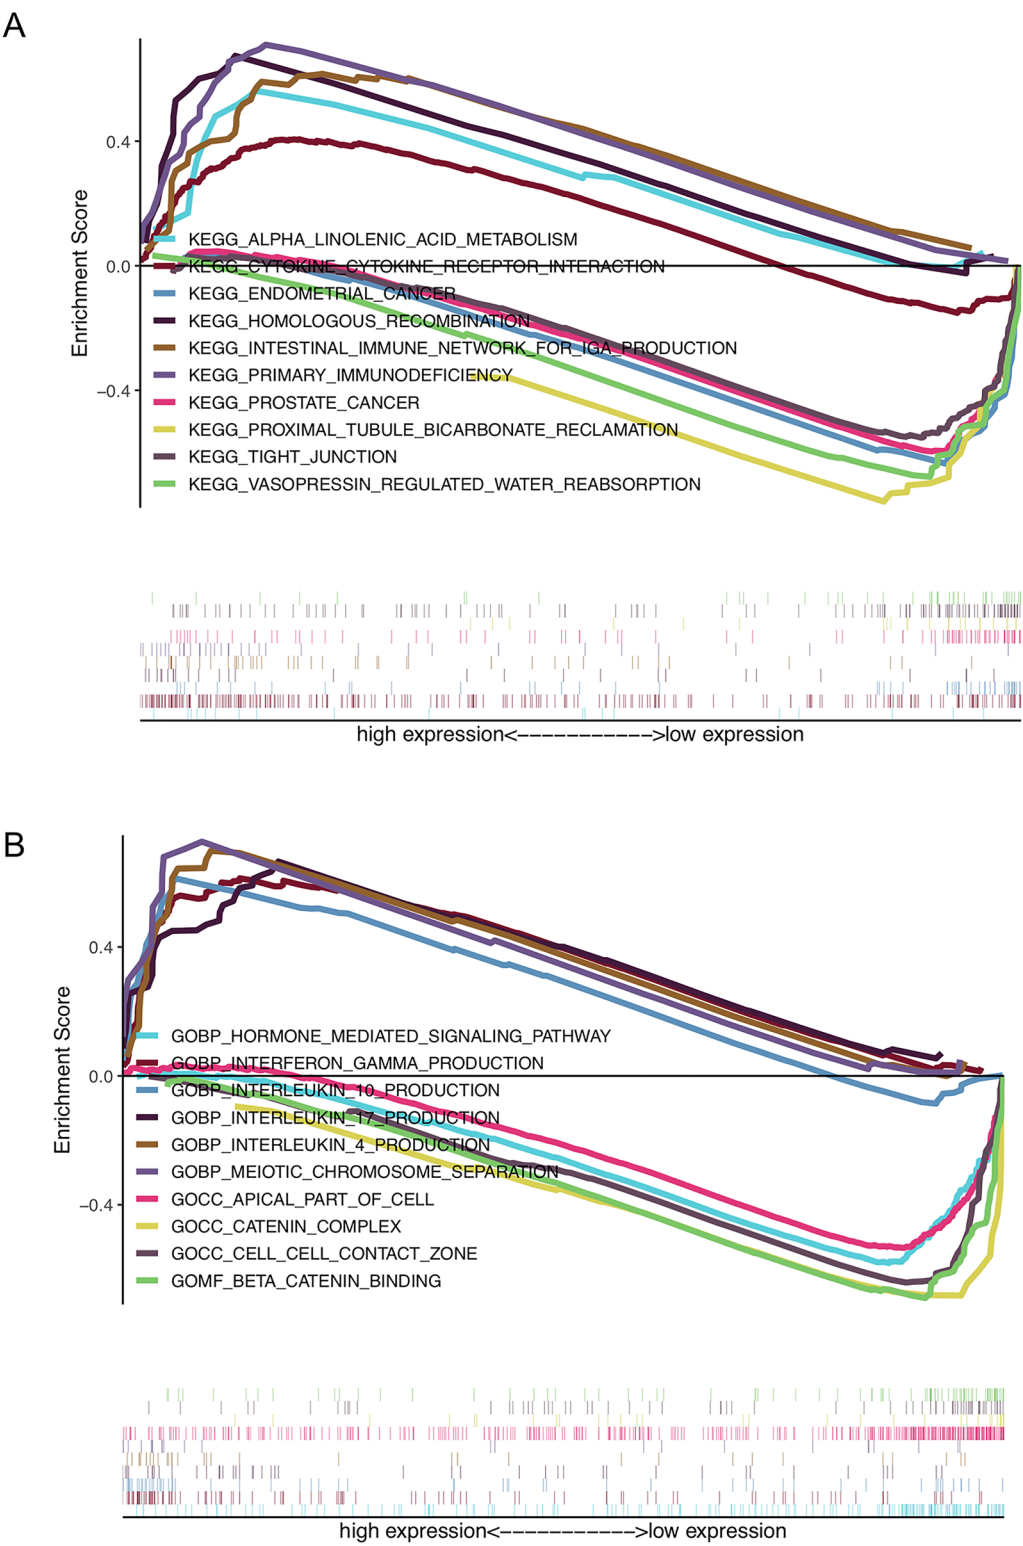 A
Enrichment Score
0.4
0.0
−0.4
KEGG_ALPHA_LINOLENIC_ACID_METABOLISM
KEGG_CYTOKINE_CYTOKINE_RECEPTOR_INTERACTION
KEGG_ENDOMETRIAL_CANCER
KEGG_HOMOLOGOUS_RECOMBINATION
KEGG_INTESTINAL_IMMUNE_NETWORK_FOR_IGA_PRODUCTION
KEGG_PRIMARY_IMMUNODEFICIENCY
KEGG_PROSTATE_CANCER
KEGG_PROXIMAL_TUBULE_BICARBONATE_RECLAMATION
KEGG_TIGHT_JUNCTION
KEGG_VASOPRESSIN_REGULATED_WATER_REABSORPTION
high expression<−−−−−−−−−−−>low expression
B
Enrichment Score
0.4
0.0
−0.4
GOBP_HORMONE_MEDIATED_SIGNALING_PATHWAY
GOBP_INTERFERON_GAMMA_PRODUCTION
GOBP_INTERLEUKIN_10_PRODUCTION
GOBP_INTERLEUKIN_17_PRODUCTION
GOBP_INTERLEUKIN_4_PRODUCTION
GOBP_MEIOTIC_CHROMOSOME_SEPARATION
GOCC_APICAL_PART_OF_CELL
GOCC_CATENIN_COMPLEX
GOCC_CELL_CELL_CONTACT_ZONE
GOMF_BETA_CATENIN_BINDING
high expression<−−−−−−−−−−−>low expression